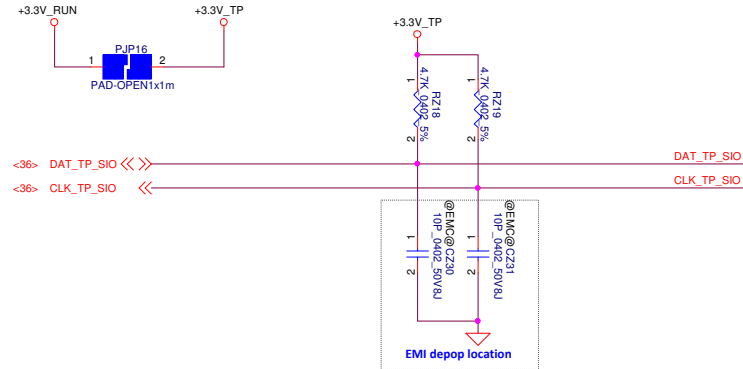 +3.3V_RUN
+3.3V_TP
PJP16
1
2
PAD-OPEN1x1m
+3.3V_TP
1
1
4.7K_0402_5%
RZ18
4.7K_0402_5%
RZ19
2
2
<36> DAT_TP_SIO
DAT_TP_SIO
<36> CLK_TP_SIO
CLK_TP_SIO
@EMC@CZ30
10P_0402_50V8J
@EMC@CZ31
10P_0402_50V8J
1
1
2
2
EMI depop location